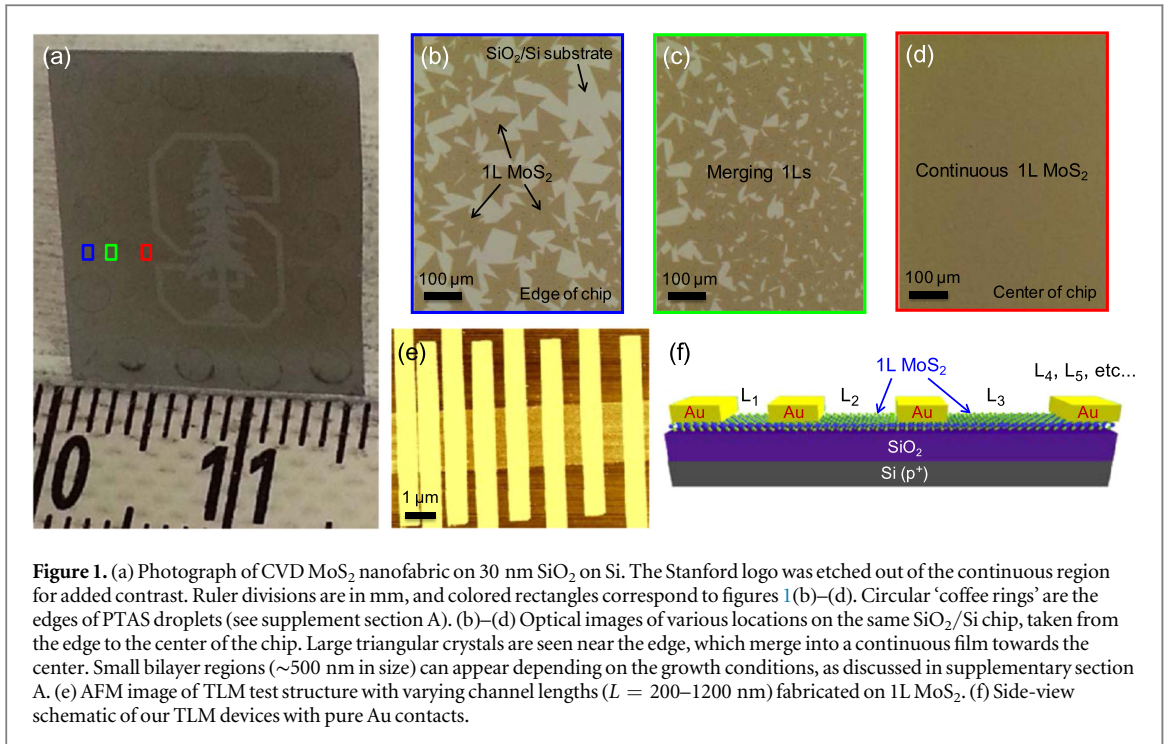 (a)
(b)
SiO₂/Si substrate
1L MoS₂
100 μm
Edge of chip
(c)
Merging 1Ls
100 μm
(d)
Continuous 1L MoS₂
100 μm
Center of chip
0
1
1
(e)
1 μm
(f)
1L MoS₂
L₄, L₅, etc...
L₁
L₂
L₃
Au
Au
Au
Au
SiO₂
Si (p⁺)
Figure 1. (a) Photograph of CVD MoS₂ nanofabric on 30 nm SiO₂ on Si. The Stanford logo was etched out of the continuous region
for added contrast. Ruler divisions are in mm, and colored rectangles correspond to figures 1(b)–(d). Circular ‘coffee rings’ are the
edges of PTAS droplets (see supplement section A). (b)–(d) Optical images of various locations on the same SiO₂/Si chip, taken from
the edge to the center of the chip. Large triangular crystals are seen near the edge, which merge into a continuous film towards the
center. Small bilayer regions (∼500 nm in size) can appear depending on the growth conditions, as discussed in supplementary section
A. (e) AFM image of TLM test structure with varying channel lengths (L = 200–1200 nm) fabricated on 1L MoS₂. (f) Side-view
schematic of our TLM devices with pure Au contacts.